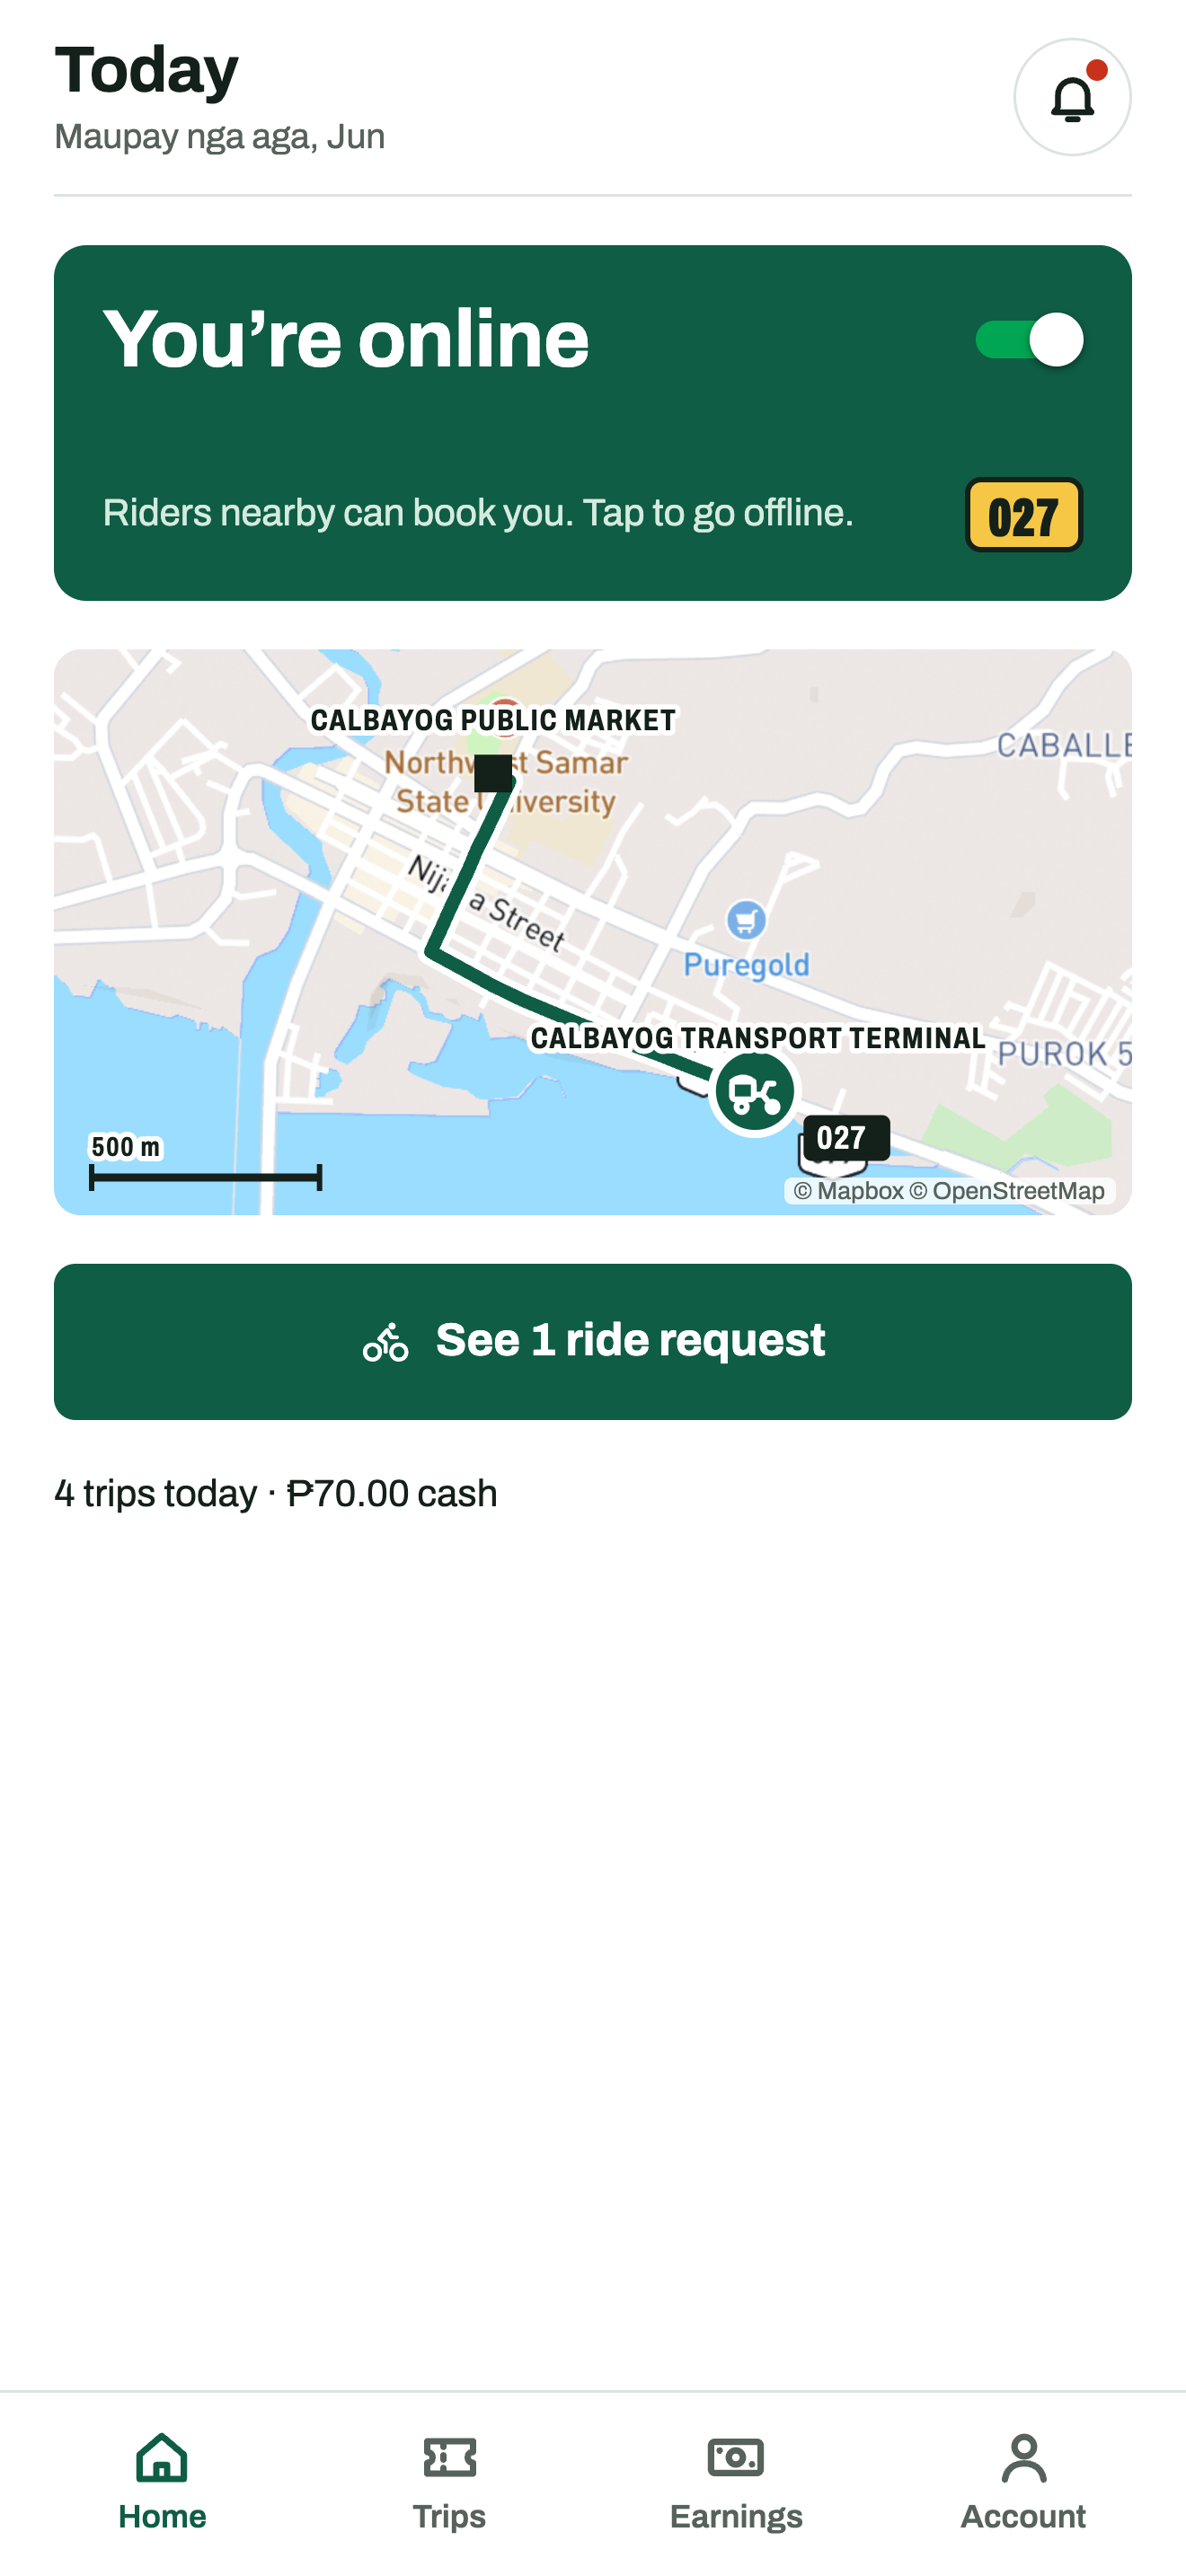 Today
Maupay nga aga, Jun
You’re online
Riders nearby can book you. Tap to go offline.
027
CALBAYOG PUBLIC MARKET
CABALLE
Street
Puregold
CALBAYOG TRANSPORT TERMINAL
PUROK 5
027
500 m
© Mapbox © OpenStreetMap
See 1 ride request
4 trips today · ₱70.00 cash
Home
Trips
Earnings
Account